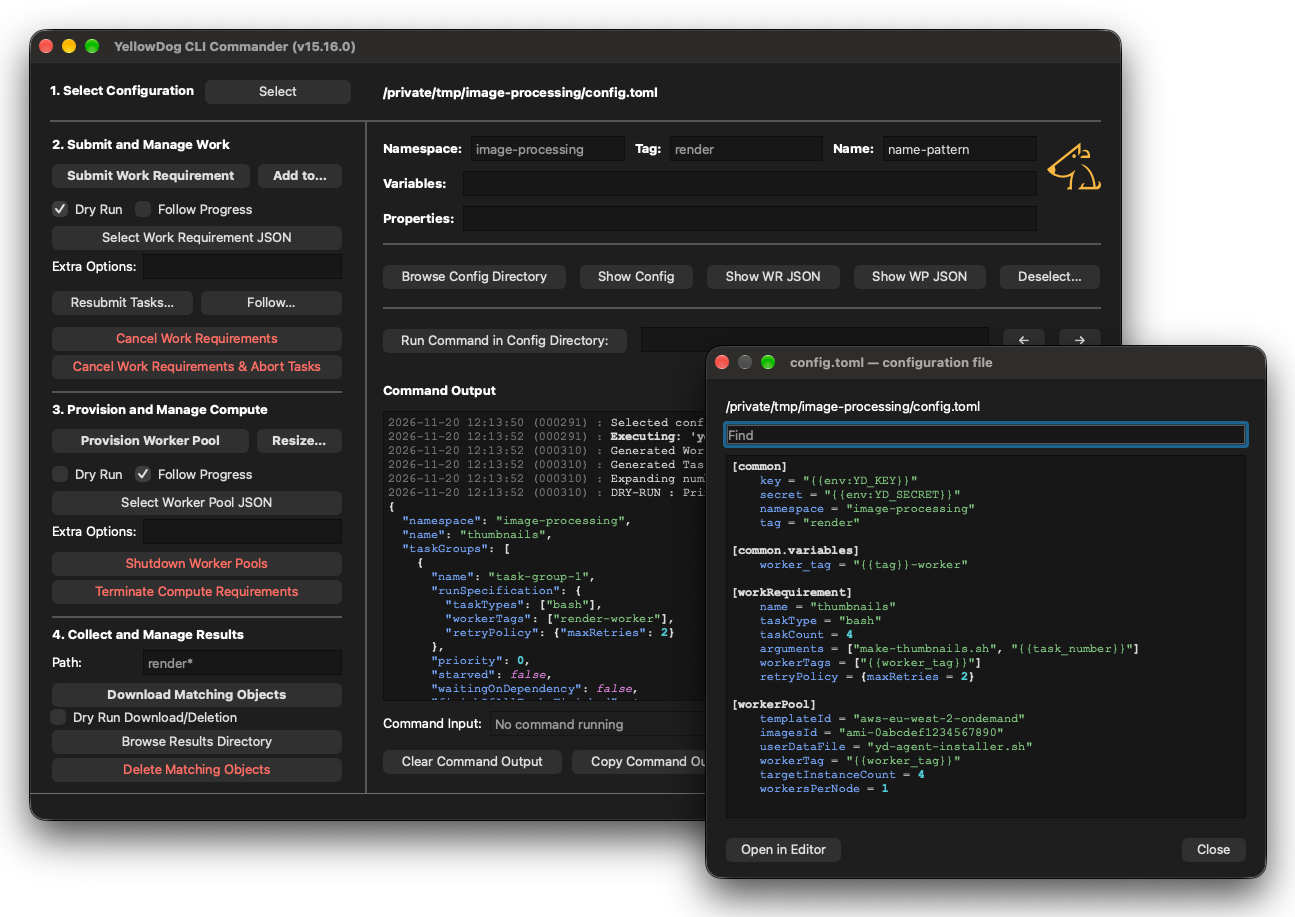 YellowDog CLI Commander (v15.16.0)
1. Select Configuration
Select
/private/tmp/image-processing/config.toml
2. Submit and Manage Work
Submit Work Requirement
Add to...
Dry Run
Follow Progress
Select Work Requirement JSON
Extra Options:
Resubmit Tasks...
Follow...
Cancel Work Requirements
Cancel Work Requirements & Abort Tasks
3. Provision and Manage Compute
Provision Worker Pool
Resize...
Dry Run
Follow Progress
Select Worker Pool JSON
Extra Options:
Shutdown Worker Pools
Terminate Compute Requirements
4. Collect and Manage Results
Path:
render*
Download Matching Objects
Dry Run Download/Deletion
Browse Results Directory
Delete Matching Objects
Namespace:
image-processing
Tag:
render
Name:
name-pattern
Variables:
Properties:
Browse Config Directory
Show Config
Show WR JSON
Show WP JSON
Deselect...
Run Command in Config Directory:
←
→
Command Output
2026-11-20 12:13:50 (000291) : Selected conf
2026-11-20 12:13:52 (000291) : Executing: 'y
2026-11-20 12:13:52 (000310) : Generated Wor
2026-11-20 12:13:52 (000310) : Generated Tas
2026-11-20 12:13:52 (000310) : Expanding num
2026-11-20 12:13:52 (000310) : DRY-RUN : Pri
{
"namespace": "image-processing",
"name": "thumbnails",
"taskGroups": [
{
"name": "task-group-1",
"runSpecification": {
"taskTypes": ["bash"],
"workerTags": ["render-worker"],
"retryPolicy": {"maxRetries": 2}
},
"priority": 0,
"starved": false,
"waitingOnDependency": false,
Command Input:
No command running
Clear Command Output
Copy Command Ou
config.toml — configuration file
/private/tmp/image-processing/config.toml
Find
[common]
key = "{{env:YD_KEY}}"
secret = "{{env:YD_SECRET}}"
namespace = "image-processing"
tag = "render"
[common.variables]
worker_tag = "{{tag}}-worker"
[workRequirement]
name = "thumbnails"
taskType = "bash"
taskCount = 4
arguments = ["make-thumbnails.sh", "{{task_number}}"]
workerTags = ["{{worker_tag}}"]
retryPolicy = {maxRetries = 2}
[workerPool]
templateId = "aws-eu-west-2-ondemand"
imagesId = "ami-0abcdef1234567890"
userDataFile = "yd-agent-installer.sh"
workerTag = "{{worker_tag}}"
targetInstanceCount = 4
workersPerNode = 1
Open in Editor
Close